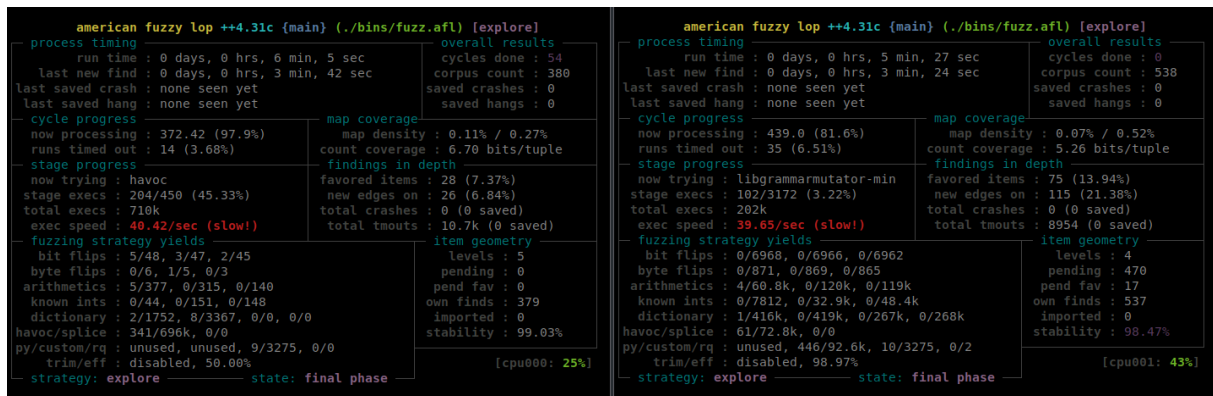 american fuzzy lop ++4.31c {main} (./bins/fuzz.afl) [explore]
process timing
overall results
run time : 0 days, 0 hrs, 6 min, 5 sec
cycles done : 54
last new find : 0 days, 0 hrs, 3 min, 42 sec
corpus count : 380
last saved crash : none seen yet
saved crashes : 0
last saved hang : none seen yet
saved hangs : 0
cycle progress
map coverage
now processing : 372.42 (97.9%)
map density : 0.11% / 0.27%
runs timed out : 14 (3.68%)
count coverage : 6.70 bits/tuple
stage progress
findings in depth
now trying : havoc
favored items : 28 (7.37%)
stage execs : 204/450 (45.33%)
new edges on : 26 (6.84%)
total execs : 710k
total crashes : 0 (0 saved)
exec speed : 40.42/sec (slow!)
total tmouts : 10.7k (0 saved)
fuzzing strategy yields
item geometry
bit flips : 5/48, 3/47, 2/45
levels : 5
byte flips : 0/6, 1/5, 0/3
pending : 0
arithmetics : 5/377, 0/315, 0/140
pend fav : 0
known ints : 0/44, 0/151, 0/148
own finds : 379
dictionary : 2/1752, 8/3367, 0/0, 0/0
imported : 0
havoc/splice : 341/696k, 0/0
stability : 99.03%
py/custom/rq : unused, unused, 9/3275, 0/0
trim/eff : disabled, 50.00%
[cpu000: 25%]
strategy: explore
state: final phase
american fuzzy lop ++4.31c {main} (./bins/fuzz.afl) [explore]
process timing
overall results
run time : 0 days, 0 hrs, 5 min, 27 sec
cycles done : 0
last new find : 0 days, 0 hrs, 3 min, 24 sec
corpus count : 538
last saved crash : none seen yet
saved crashes : 0
last saved hang : none seen yet
saved hangs : 0
cycle progress
map coverage
now processing : 439.0 (81.6%)
map density : 0.07% / 0.52%
runs timed out : 35 (6.51%)
count coverage : 5.26 bits/tuple
stage progress
findings in depth
now trying : libgrammarmutator-min
favored items : 75 (13.94%)
stage execs : 102/3172 (3.22%)
new edges on : 115 (21.38%)
total execs : 202k
total crashes : 0 (0 saved)
exec speed : 39.65/sec (slow!)
total tmouts : 8954 (0 saved)
fuzzing strategy yields
item geometry
bit flips : 0/6968, 0/6966, 0/6962
levels : 4
byte flips : 0/871, 0/869, 0/865
pending : 470
arithmetics : 4/60.8k, 0/120k, 0/119k
pend fav : 17
known ints : 0/7812, 0/32.9k, 0/48.4k
own finds : 537
dictionary : 1/416k, 0/419k, 0/267k, 0/268k
imported : 0
havoc/splice : 61/72.8k, 0/0
stability : 98.47%
py/custom/rq : unused, 446/92.6k, 10/3275, 0/2
trim/eff : disabled, 98.97%
[cpu001: 43%]
strategy: explore
state: final phase